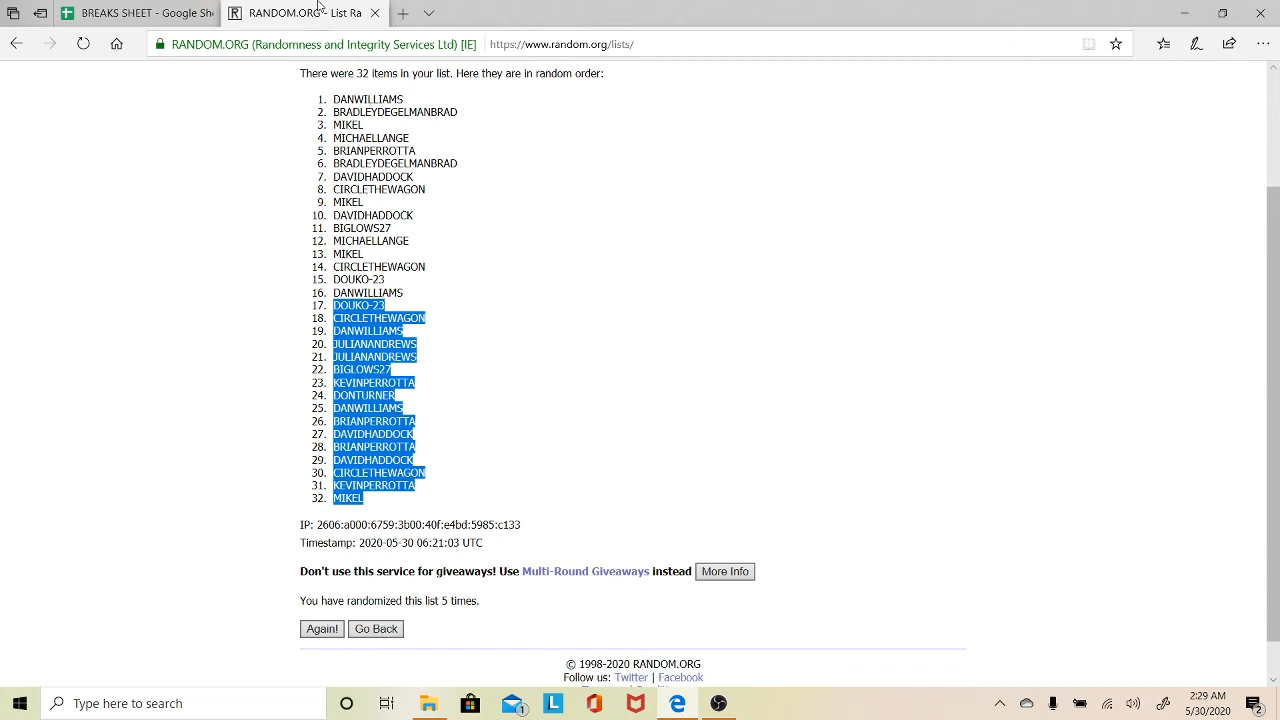 BREAKS SHEET - Google Sh
RANDOM.ORG - List Ra
RANDOM.ORG (Randomness and Integrity Services Ltd) [IE]
https://www.random.org/lists/
There were 32 items in your list. Here they are in random order:
1. DANWILLIAMS
2. BRADLEYDEGELMANBRAD
3. MIKEL
4. MICHAELLANGE
5. BRIANPERROTTA
6. BRADLEYDEGELMANBRAD
7. DAVIDHADDOCK
8. CIRCLETHEWAGON
9. MIKEL
10. DAVIDHADDOCK
11. BIGLOWS27
12. MICHAELLANGE
13. MIKEL
14. CIRCLETHEWAGON
15. DOUKO-23
16. DANWILLIAMS
17. DOUKO-23
18. CIRCLETHEWAGON
19. DANWILLIAMS
20. JULIANANDREWS
21. JULIANANDREWS
22. BIGLOWS27
23. KEVINPERROTTA
24. DONTURNER
25. DANWILLIAMS
26. BRIANPERROTTA
27. DAVIDHADDOCK
28. BRIANPERROTTA
29. DAVIDHADDOCK
30. CIRCLETHEWAGON
31. KEVINPERROTTA
32. MIKEL
IP: 2606:a000:6759:3b00:40f:e4bd:5985:c133
Timestamp: 2020-05-30 06:21:03 UTC
Don't use this service for giveaways! Use Multi-Round Giveaways instead More Info
You have randomized this list 5 times.
Again! Go Back
© 1998-2020 RANDOM.ORG
Follow us: Twitter | Facebook
Type here to search
2:29 AM
5/30/2020